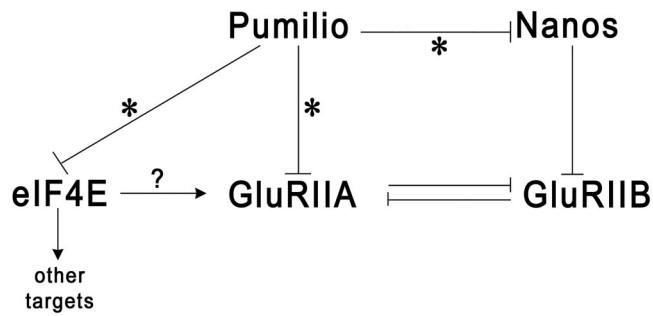 Pumilio Nanos
* * *
eIF4E ? GluRIIA GluRIIB
other
targets